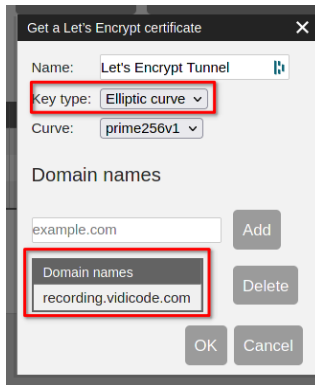 Get a Let's Encrypt certificate
Name: Let's Encrypt Tunnel
Key type: Elliptic curve
Curve: prime256v1
Domain names
example.com Add
Domain names
recording.vidicode.com
Delete
OK Cancel